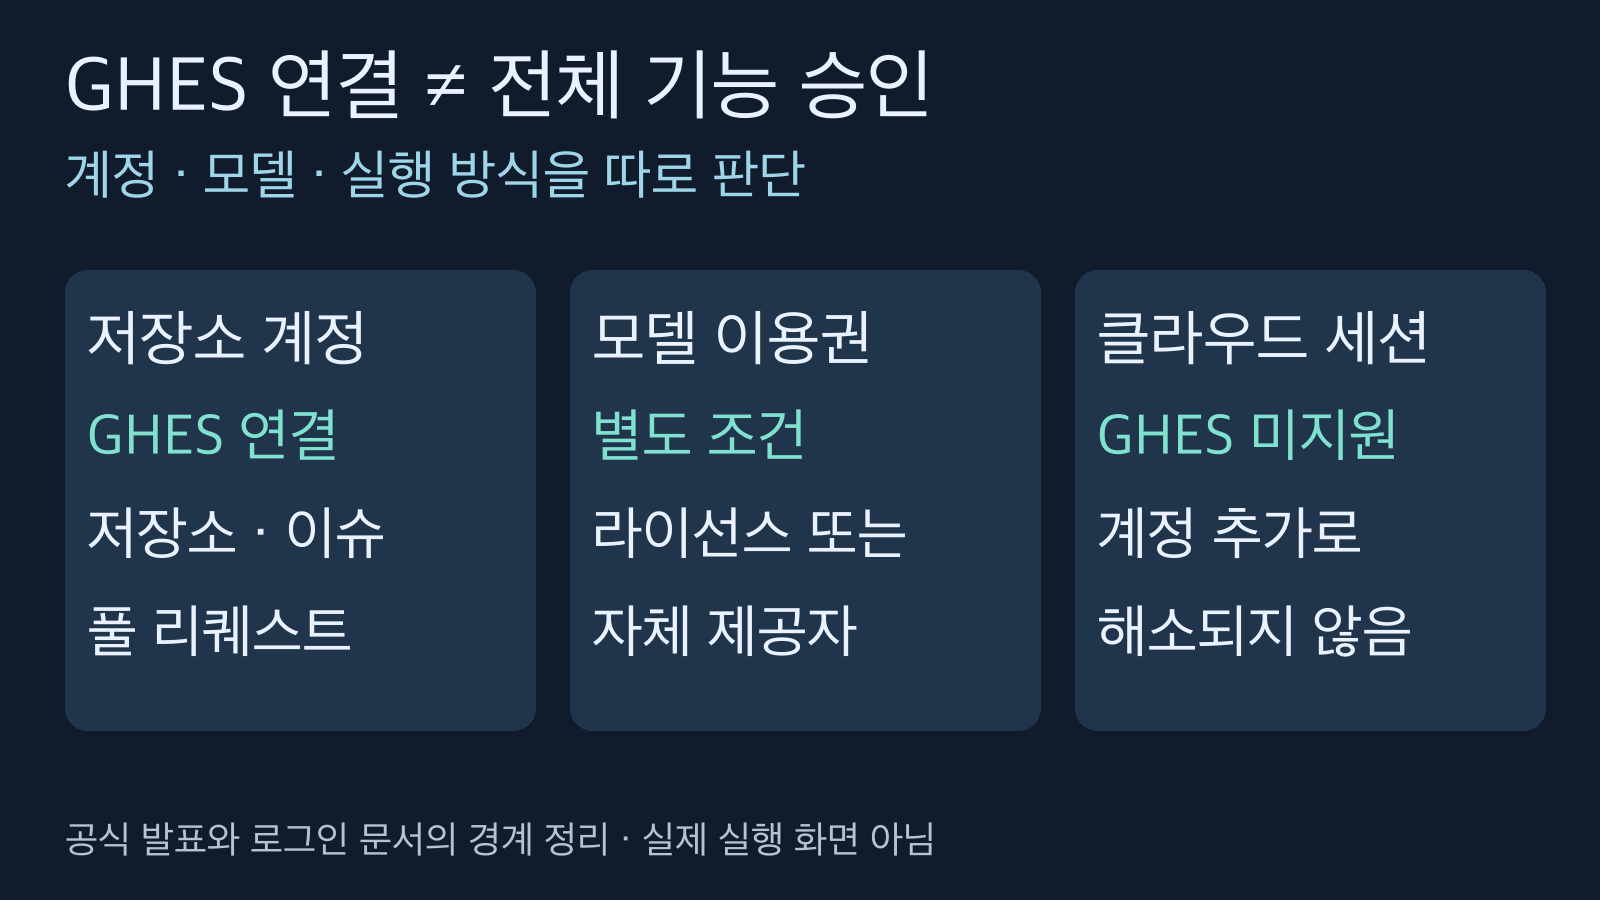 GHES 연결 ≠ 전체 기능 승인
계정 · 모델 · 실행 방식을 따로 판단
저장소 계정
GHES 연결
저장소 · 이슈
풀 리퀘스트
모델 이용권
별도 조건
라이선스 또는
자체 제공자
클라우드 세션
GHES 미지원
계정 추가로
해소되지 않음
공식 발표와 로그인 문서의 경계 정리 · 실제 실행 화면 아님